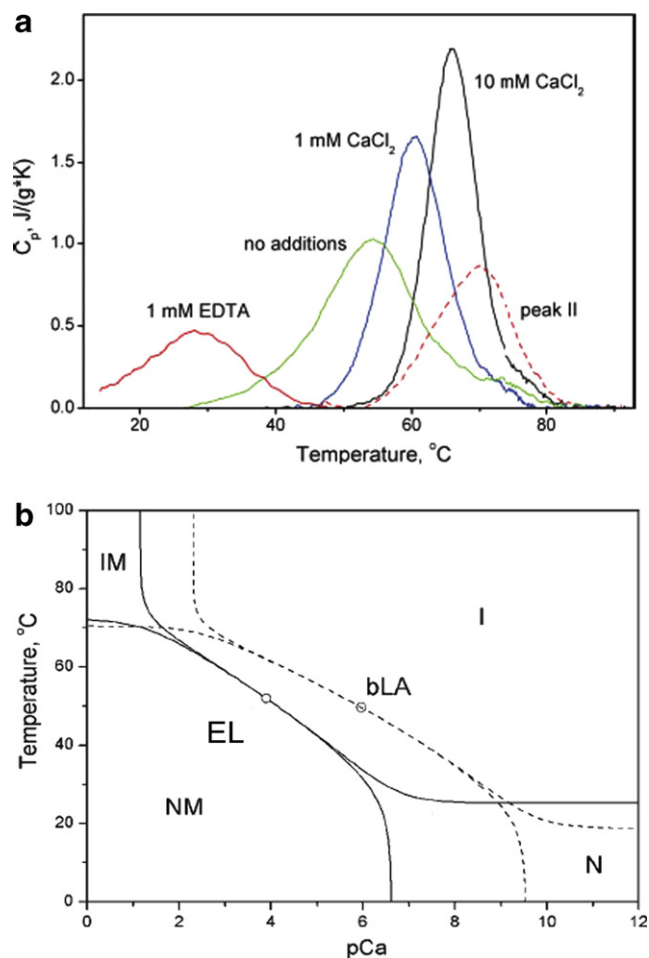 a
C_p, J/(g*K)
2.0
1.5
1.0
0.5
0.0
10 mM CaCl₂
1 mM CaCl₂
no additions
1 mM EDTA
peak II
20
40
60
80
Temperature, °C
b
Temperature, °C
100
80
60
40
20
0
IM
I
bLA
EL
NM
N
0
2
4
6
8
10
12
pCa